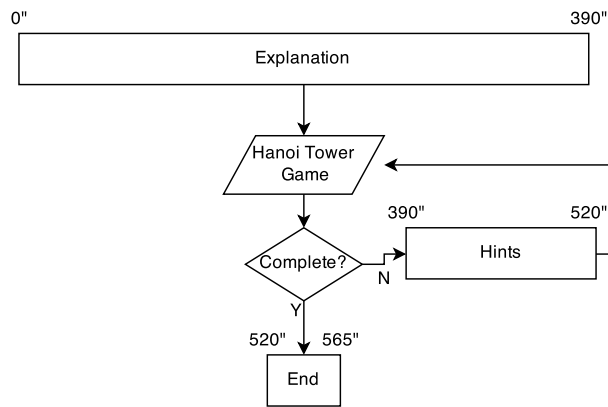 0" 390"
Explanation
Hanoi Tower
Game
390" 520"
Complete?
Hints
N
Y
520" 565"
End